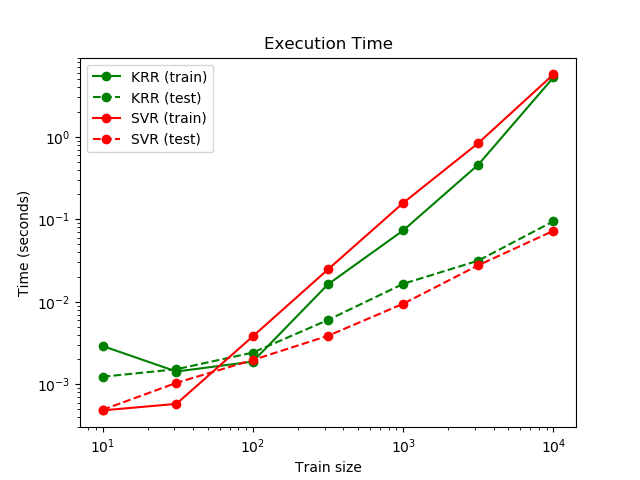 Execution Time
KRR (train)
KRR (test)
SVR (train)
SVR (test)
10⁰
10⁻¹
10⁻²
10⁻³
Time (seconds)
10¹ 10² 10³ 10⁴
Train size